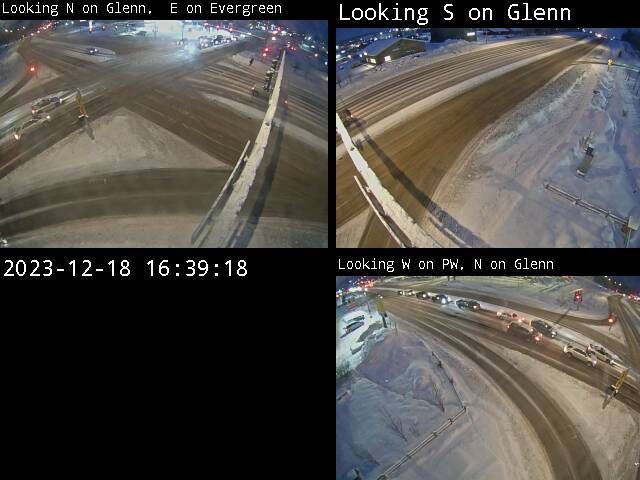 Looking N on Glenn,  E on Evergreen
Looking S on Glenn
2023-12-18 16:39:18
Looking W on PW, N on Glenn